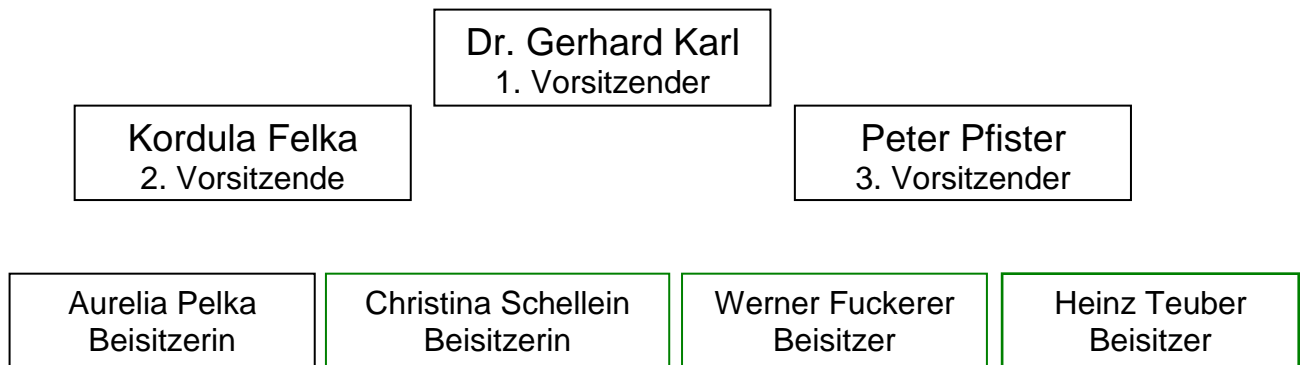 Dr. Gerhard Karl
1. Vorsitzender
Kordula Felka
2. Vorsitzende
Peter Pfister
3. Vorsitzender
Aurelia Pelka
Beisitzerin
Christina Schellein
Beisitzerin
Werner Fuckerer
Beisitzer
Heinz Teuber
Beisitzer